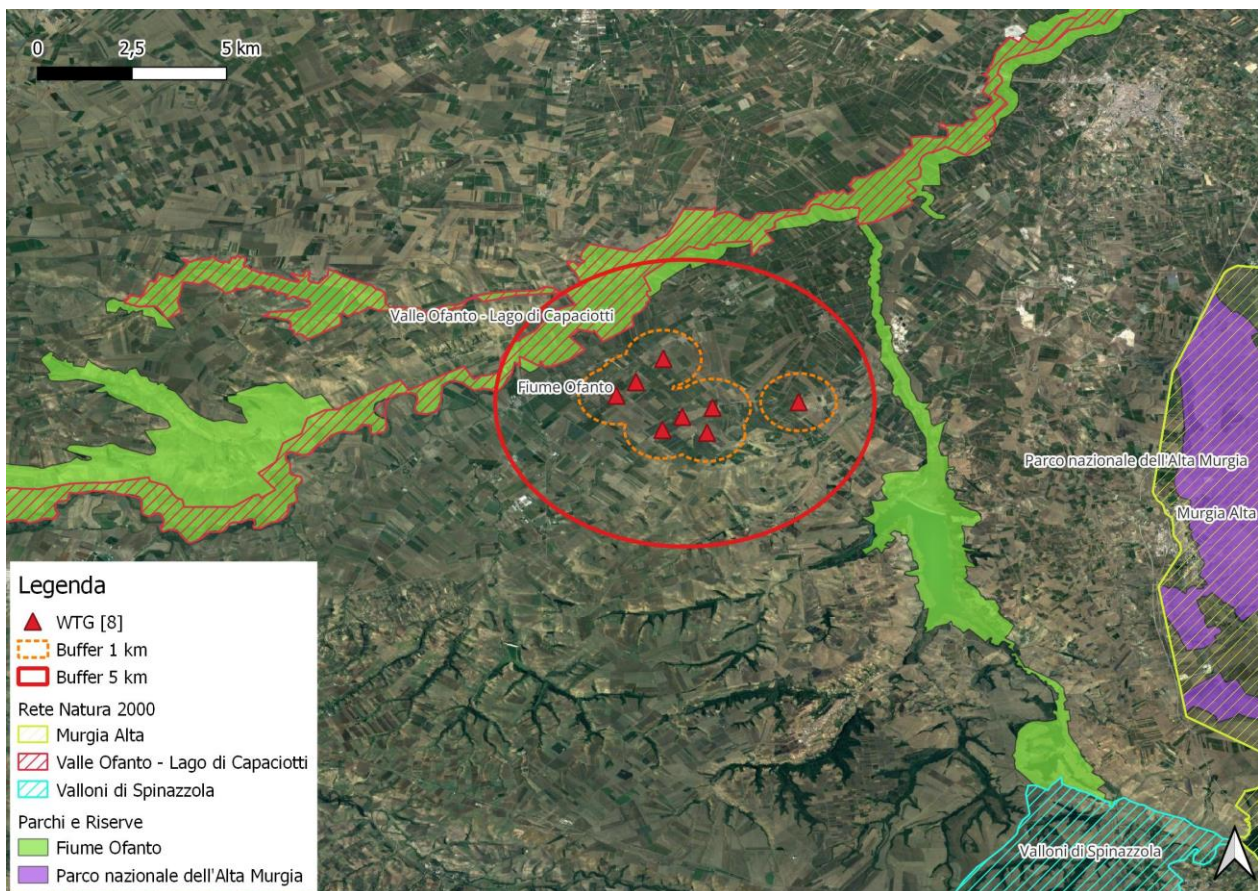 0 2,5 5 km
Valle Ofanto - Lago di Capaciotti
Fiume Ofanto
Parco nazionale dell'Alta Murgia
Murgia Alta
Valloni di Spinazzola
Legenda
WTG [8]
Buffer 1 km
Buffer 5 km
Rete Natura 2000
Murgia Alta
Valle Ofanto - Lago di Capaciotti
Valloni di Spinazzola
Parchi e Riserve
Fiume Ofanto
Parco nazionale dell'Alta Murgia